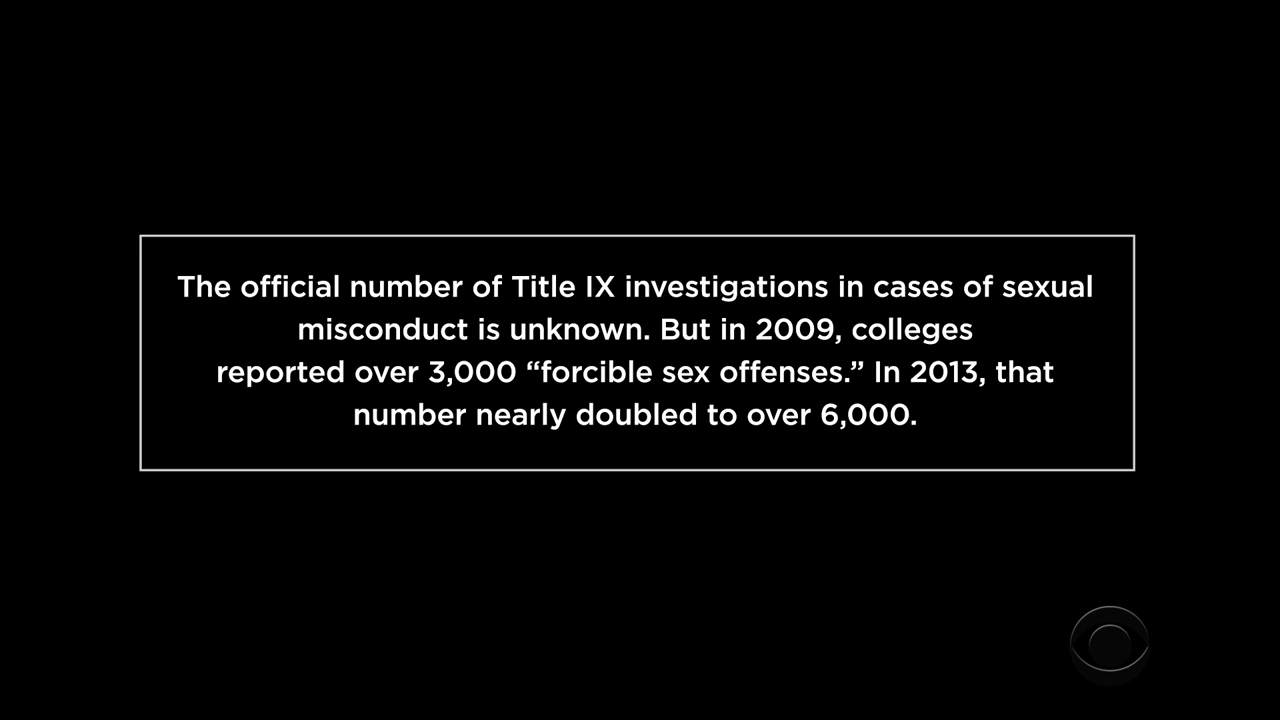 The official number of Title IX investigations in cases of sexual
misconduct is unknown. But in 2009, colleges
reported over 3,000 “forcible sex offenses.” In 2013, that
number nearly doubled to over 6,000.